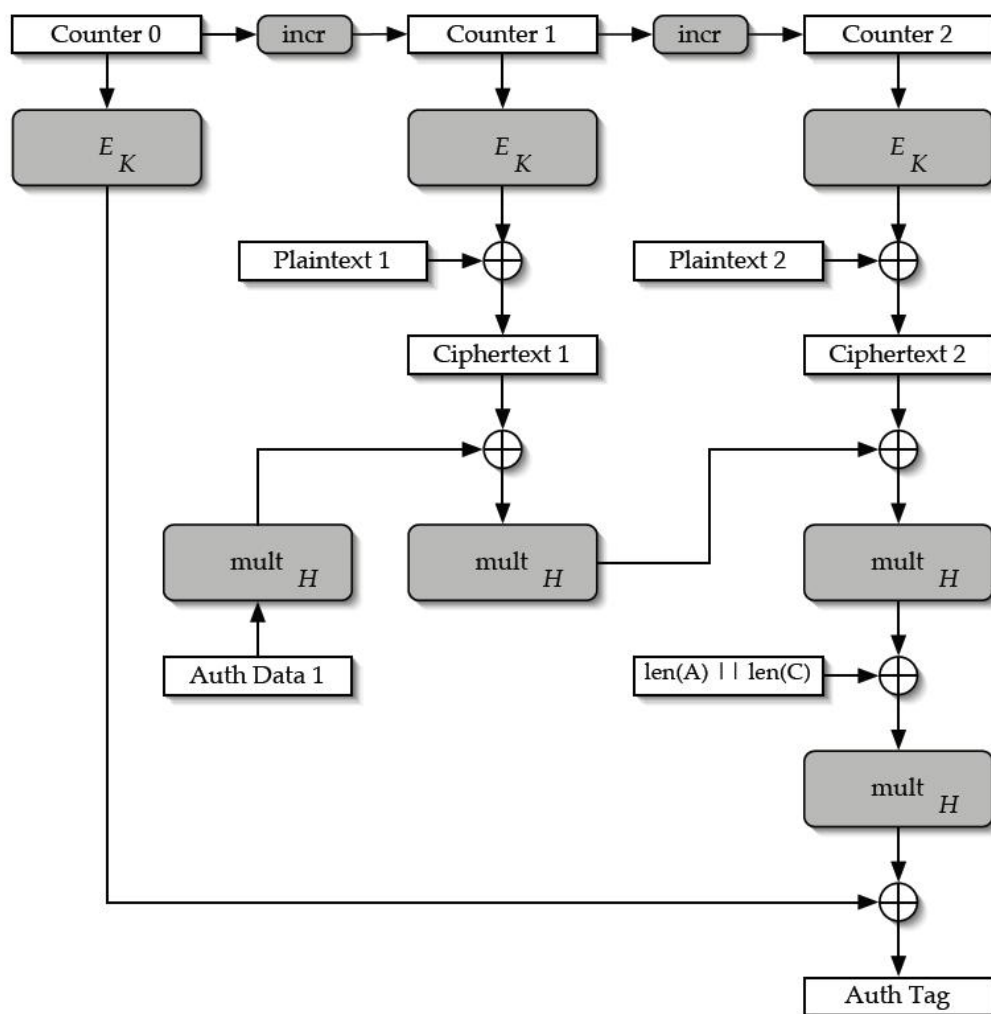 Counter 0
incr
Counter 1
incr
Counter 2
E K
E K
E K
Plaintext 1
Plaintext 2
Ciphertext 1
Ciphertext 2
mult H
mult H
mult H
Auth Data 1
len(A) || len(C)
mult H
Auth Tag